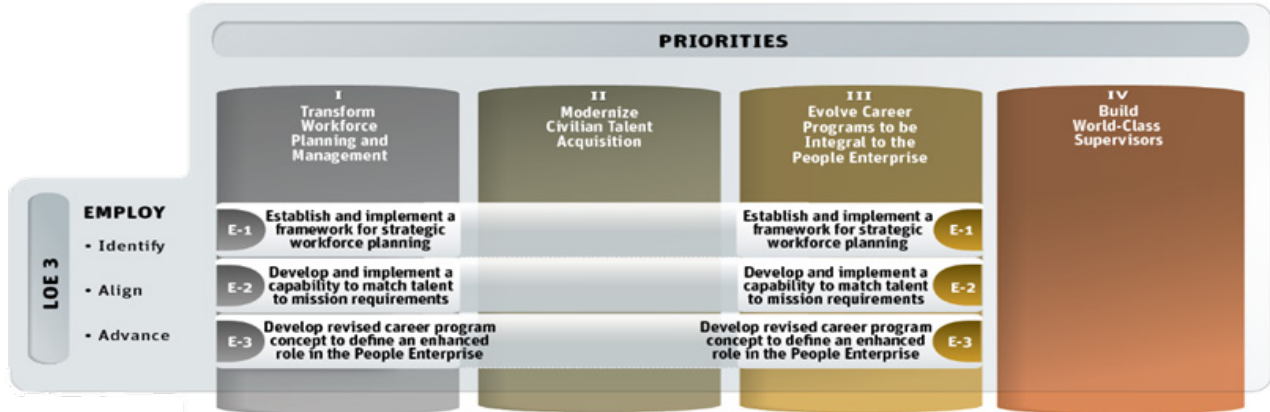 PRIORITIES
I
Transform
Workforce
Planning and
Management
II
Modernize
Civilian Talent
Acquisition
III
Evolve Career
Programs to be
Integral to the
People Enterprise
IV
Build
World-Class
Supervisors
LOE 3
EMPLOY
• Identify
• Align
• Advance
E-1
Establish and implement a
framework for strategic
workforce planning
Establish and implement a
framework for strategic
workforce planning
E-1
E-2
Develop and implement a
capability to match talent
to mission requirements
Develop and implement a
capability to match talent
to mission requirements
E-2
E-3
Develop revised career program
concept to define an enhanced
role in the People Enterprise
Develop revised career program
concept to define an enhanced
role in the People Enterprise
E-3